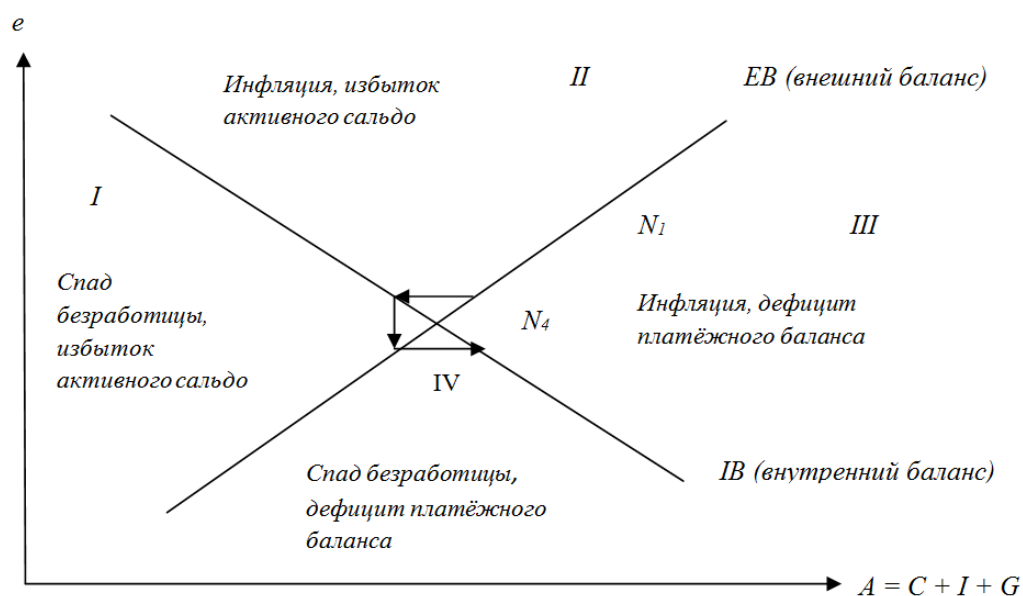 e
Инфляция, избыток
активного сальдо
II
EB (внешний баланс)
I
N1
III
Спад
безработицы,
избыток
активного сальдо
N4
Инфляция, дефицит
платёжного баланса
IV
Спад безработицы,
дефицит платёжного
баланса
IB (внутренний баланс)
A = C + I + G